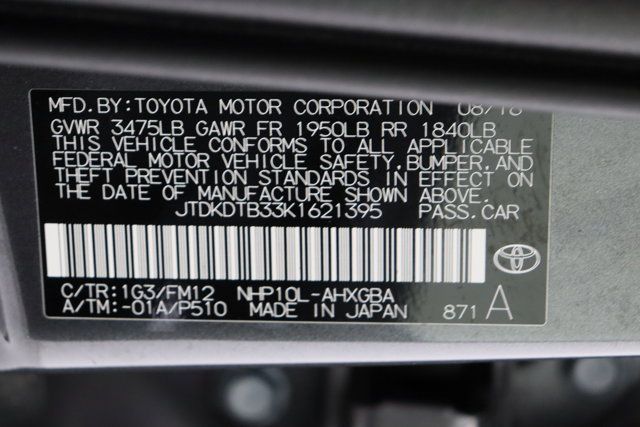 MFD.BY:TOYOTA MOTOR CORPORATION 08/18
GVWR 3475LB GAWR FR 1950LB RR 1840LB
THIS VEHICLE CONFORMS TO ALL APPLICABLE
FEDERAL MOTOR VEHICLE SAFETY,BUMPER,AND
THEFT PREVENTION STANDARDS IN EFFECT ON
THE DATE OF MANUFACTURE SHOWN ABOVE.
JTDKDTB33K1621395 PASS.CAR
C/TR:1G3/FM12 NHP10L-AHXGBA
A/TM:-01A/P510 MADE IN JAPAN 871 A